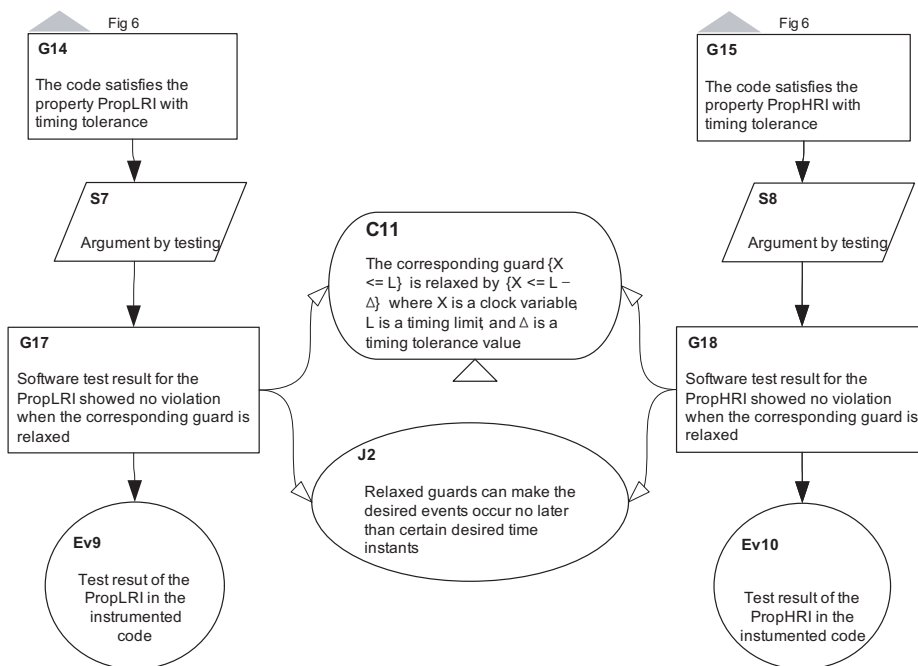 Fig 6
G14
The code satisfies the
property PropLRI with
timing tolerance
S7
Argument by testing
G17
Software test result for the
PropLRI showed no violation
when the corresponding guard is
relaxed
Ev9
Test resut of the
PropLRI in the
instrumented
code
C11
The corresponding guard {X
<= L} is relaxed by {X <= L –
Δ} where X is a clock variable,
L is a timing limit, and Δ is a
timing tolerance value
J2
Relaxed guards can make the
desired events occur no later
than certain desired time
instants
Fig 6
G15
The code satisfies the
property PropHRI with
timing tolerance
S8
Argument by testing
G18
Software test result for the
PropHRI showed no violation
when the corresponding guard is
relaxed
Ev10
Test result of the
PropHRI in the
instumented code